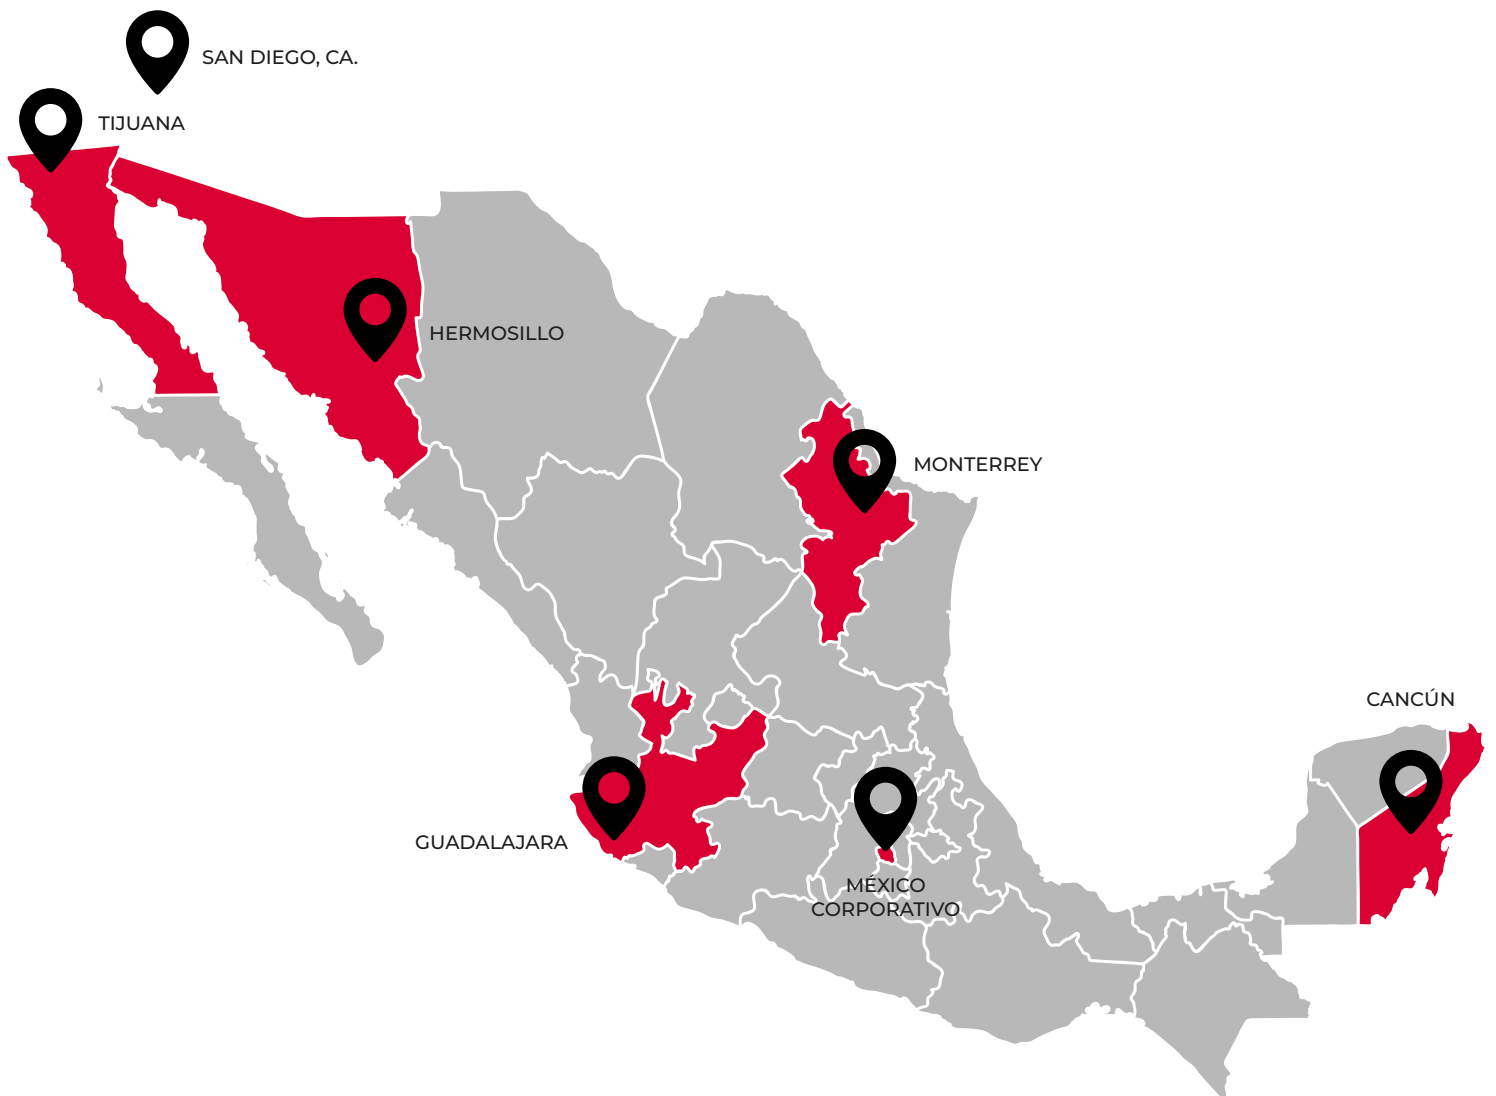 SAN DIEGO, CA.
TIJUANA
HERMOSILLO
MONTERREY
CANCÚN
GUADALAJARA
MÉXICO
CORPORATIVO